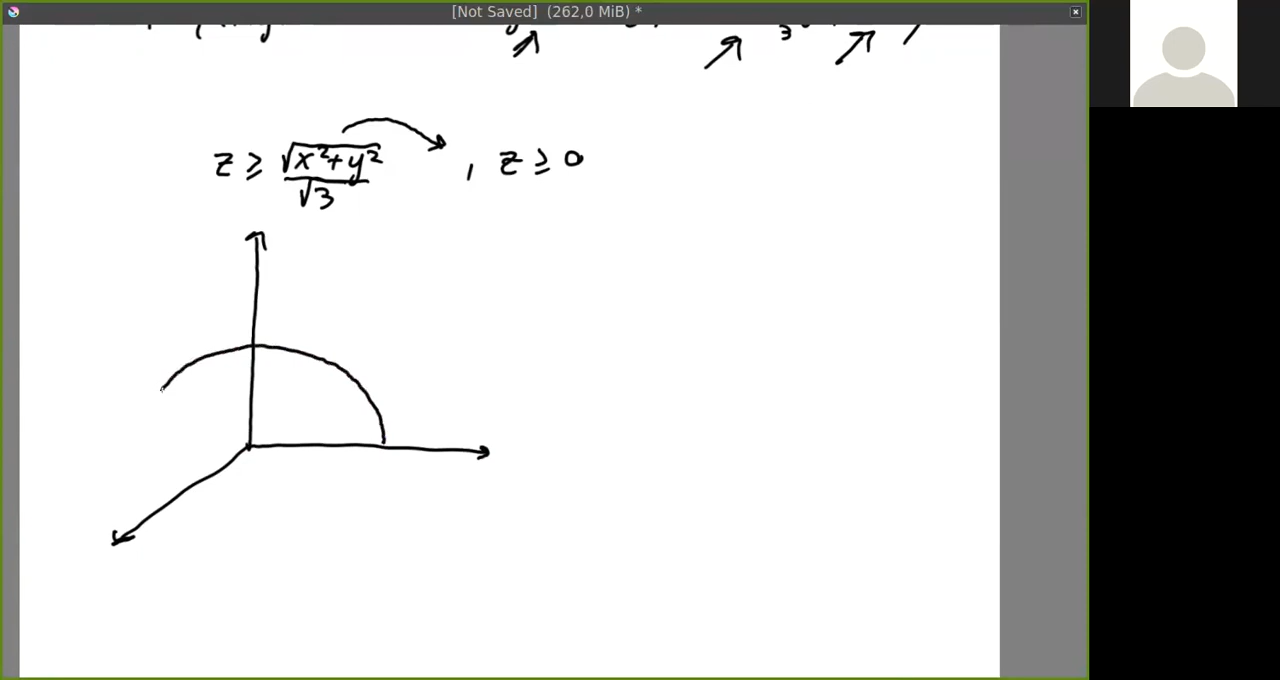 [Not Saved] (262,0 MiB) *
z ≥ √(x²+y²)/√3 , z ≥ 0